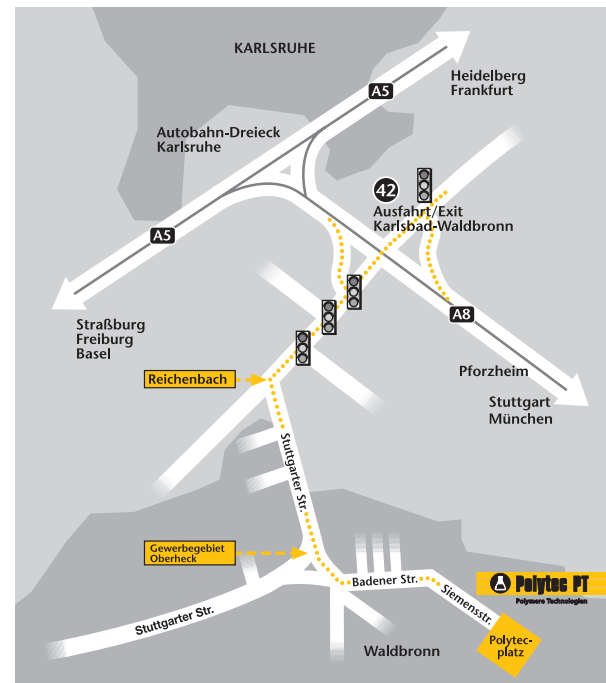 KARLSRUHE
Heidelberg
Frankfurt
A5
Autobahn-Dreieck
Karlsruhe
42
Ausfahrt/Exit
Karlsbad-Waldbronn
A5
A8
Straßburg
Freiburg
Basel
Pforzheim
Stuttgart
München
Reichenbach
Stuttgarter Str.
Gewerbegebiet
Oberheck
Badener Str.
Siemensstr.
Polytec PT
Polymere Technologien
Stuttgarter Str.
Waldbronn
Polytec-
platz